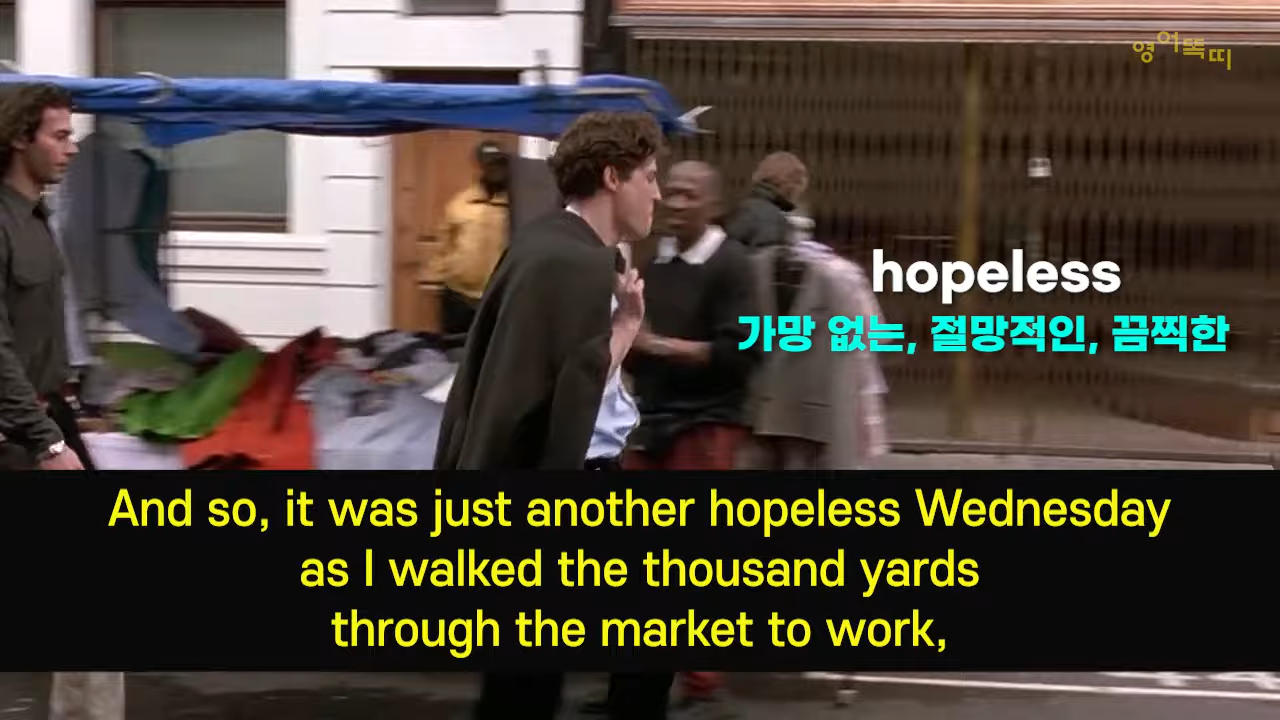 영어똑띠
hopeless
가망 없는, 절망적인, 끔찍한
And so, it was just another hopeless Wednesday
as I walked the thousand yards
through the market to work,